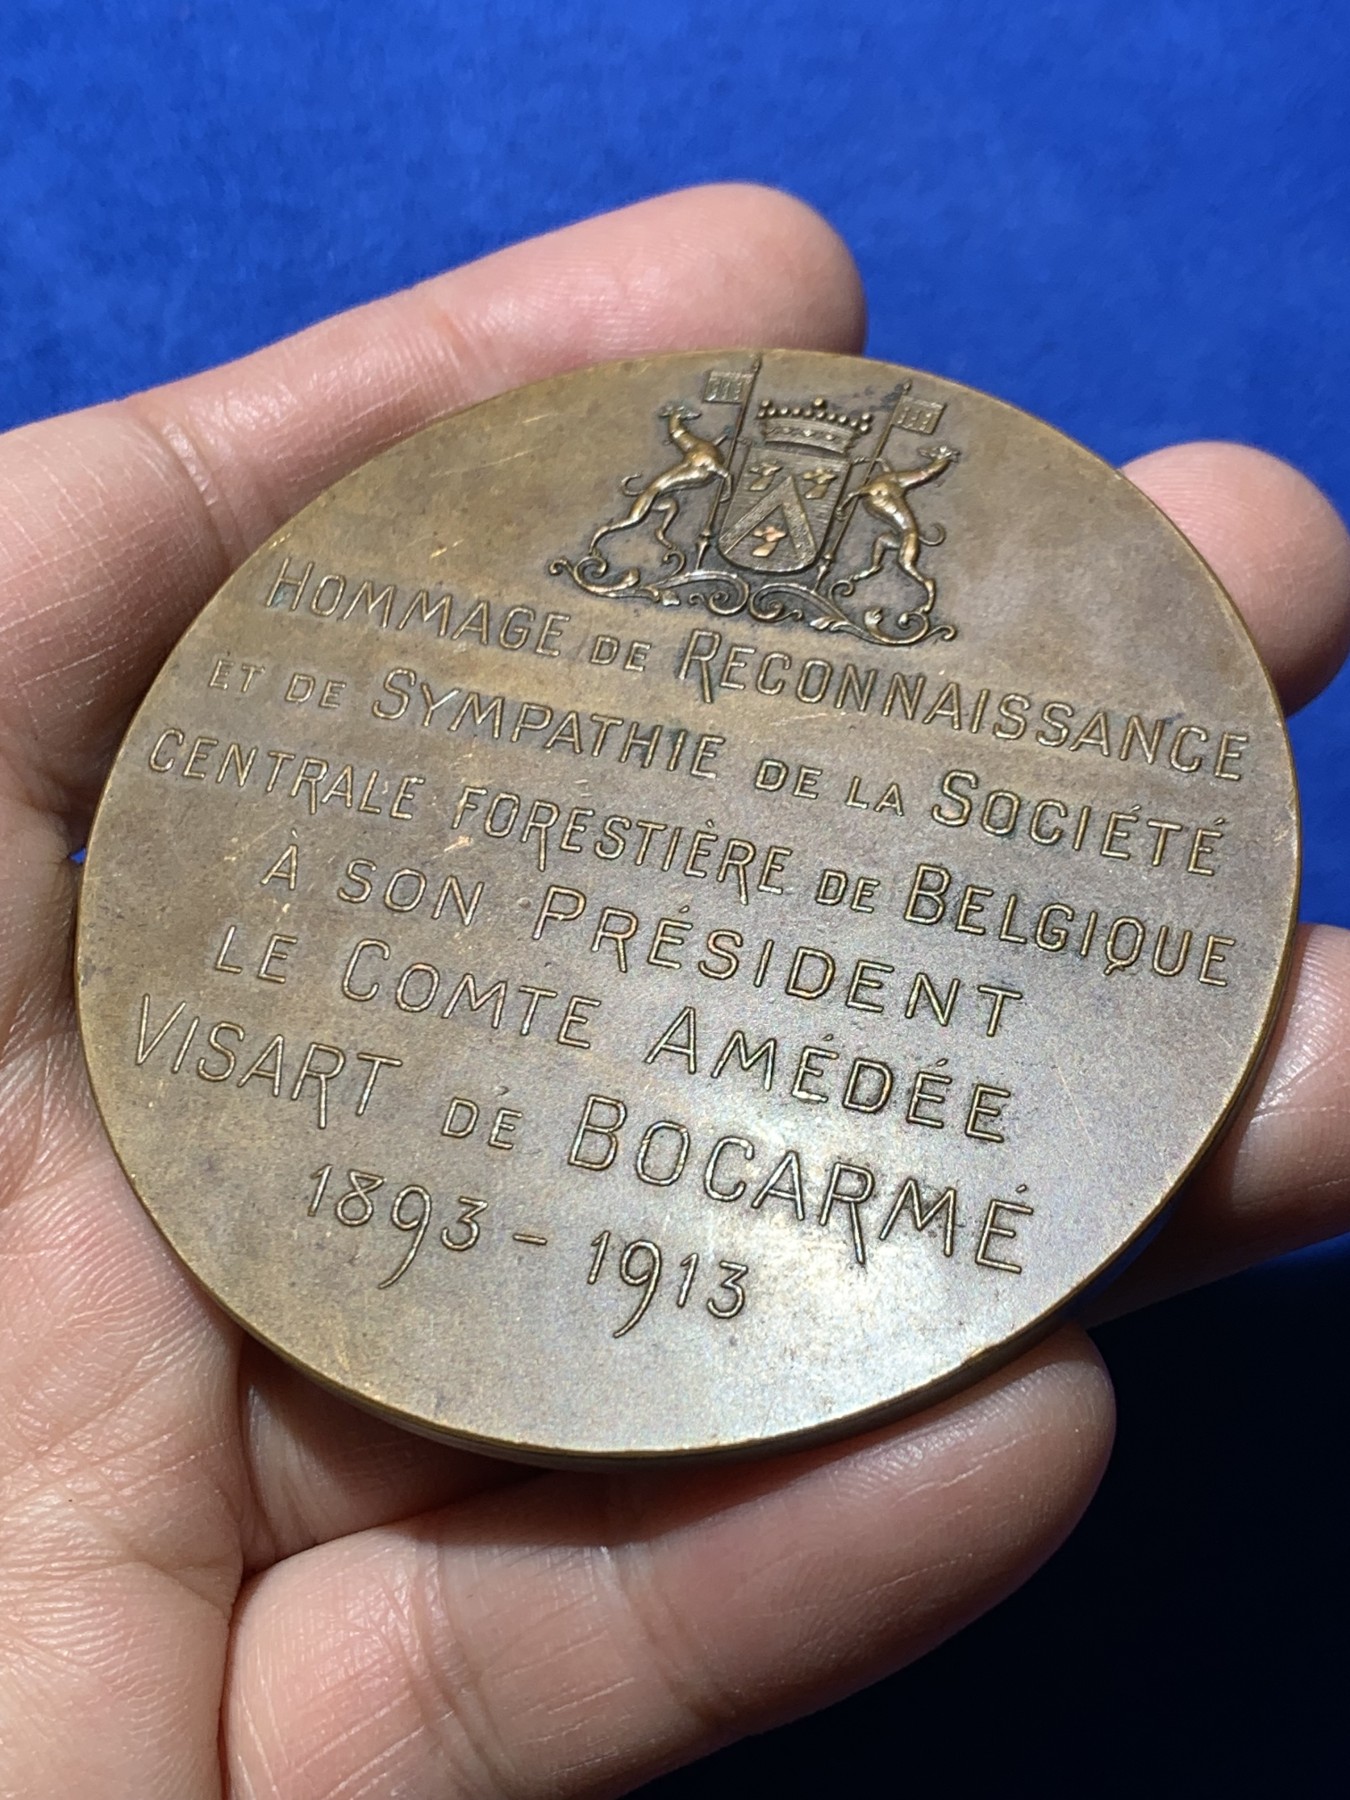 HOMMAGE DE RECONNAISSANCE
ET DE SYMPATHIE DE LA SOCIÉTÉ
CENTRALE FORESTIÈRE DE BELGIQUE
À SON PRÉSIDENT
LE COMTE AMÉDÉE
VISART DE BOCARMÉ
1893 - 1913